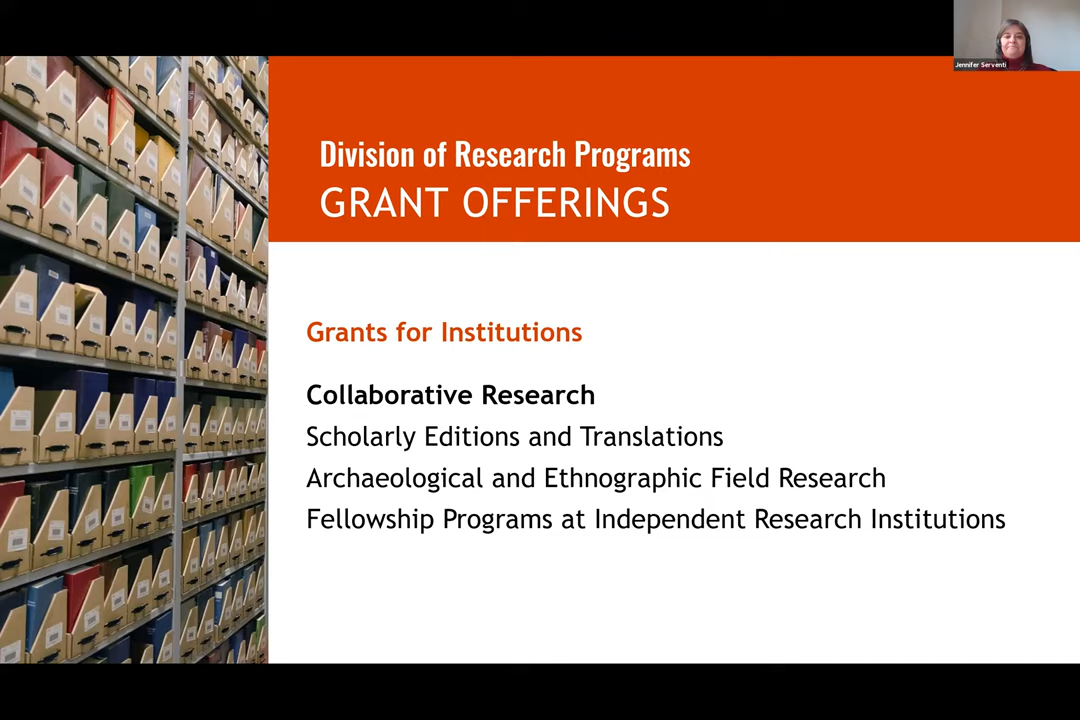 Jennifer Serventi
Division of Research Programs
GRANT OFFERINGS
Grants for Institutions
Collaborative Research
Scholarly Editions and Translations
Archaeological and Ethnographic Field Research
Fellowship Programs at Independent Research Institutions